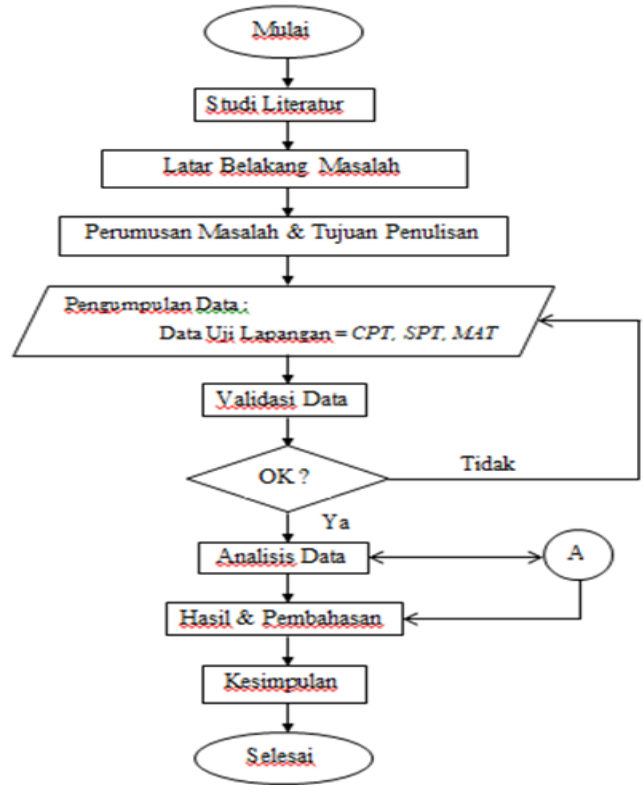 Mulai
Studi Literatur
Latar Belakang Masalah
Perumusan Masalah & Tujuan Penulisan
Pengumpulan Data :
Data Uji Lapangan = CPT, SPT, MAT
Validasi Data
OK ?
Tidak
Ya
Analisis Data
A
Hasil & Pembahasan
Kesimpulan
Selesai